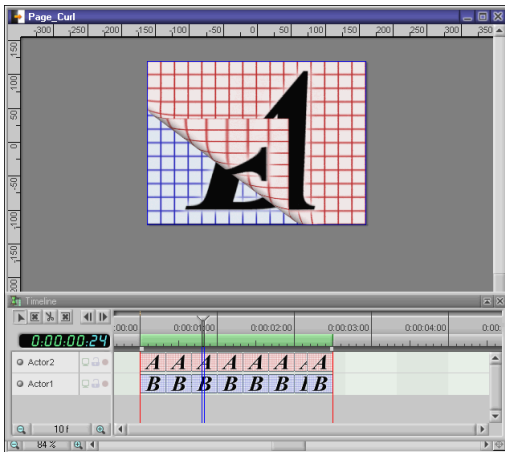 Page_Curl
-300 -250 -200 -150 -100 -50 0 50 100 150 200 250 300 350
150
100
50
0
-50
-100
-150
200
A
Timeline
:00:00 0:00:01:00 0:00:02:00 0:00:03:00 0:00:04:00 0:00:
0:00:00:24
Actor2 A A A A A A A A
Actor1 B B B B B B B
10 f
84 %